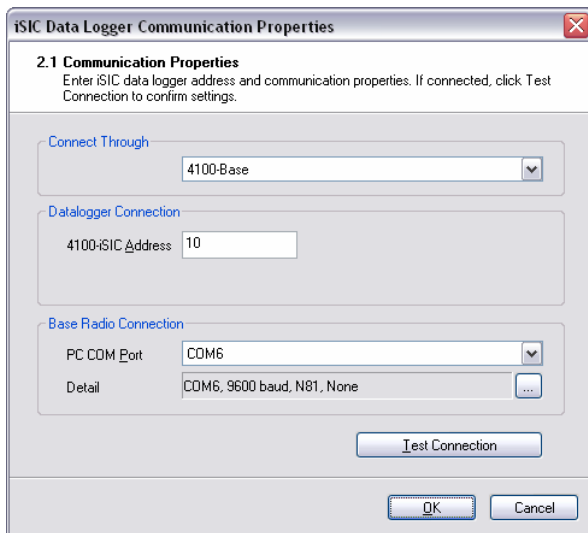 iSIC Data Logger Communication Properties
2.1 Communication Properties
Enter iSIC data logger address and communication properties. If connected, click Test
Connection to confirm settings.
Connect Through
4100-Base
Datalogger Connection
4100-iSIC Address 10
Base Radio Connection
PC COM Port COM6
Detail COM6, 9600 baud, N81, None ...
Test Connection
OK Cancel